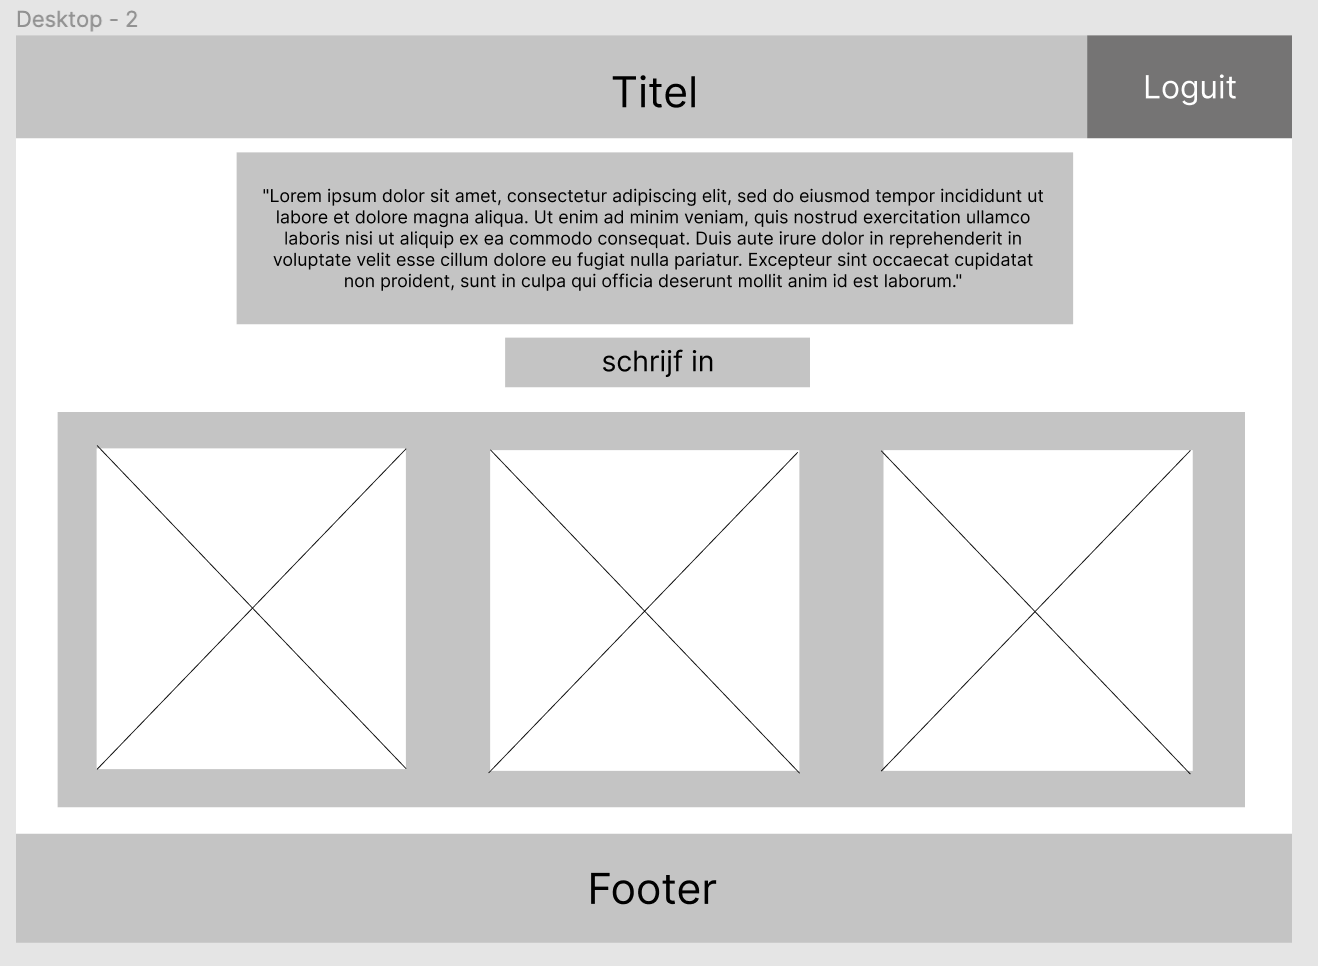 Desktop - 2
Titel
Loguit
"Lorem ipsum dolor sit amet, consectetur adipiscing elit, sed do eiusmod tempor incididunt ut
labore et dolore magna aliqua. Ut enim ad minim veniam, quis nostrud exercitation ullamco
laboris nisi ut aliquip ex ea commodo consequat. Duis aute irure dolor in reprehenderit in
voluptate velit esse cillum dolore eu fugiat nulla pariatur. Excepteur sint occaecat cupidatat
non proident, sunt in culpa qui officia deserunt mollit anim id est laborum."
schrijf in
Footer